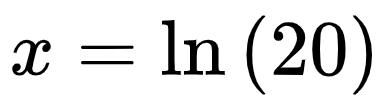 x = ln (20)